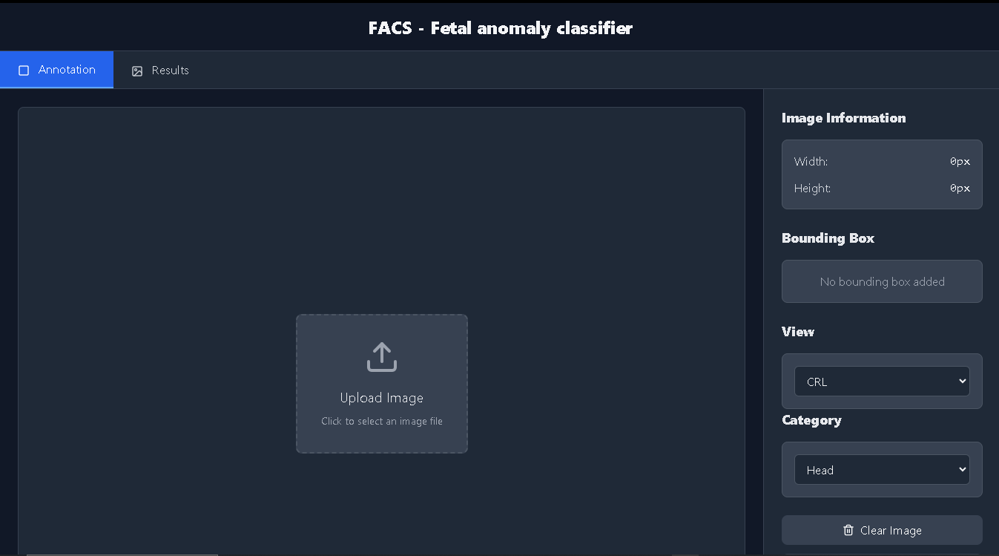 FACS - Fetal anomaly classifier
Annotation
Results
Image Information
Width:
0px
Height:
0px
Bounding Box
No bounding box added
View
CRL
Category
Head
Upload Image
Click to select an image file
Clear Image